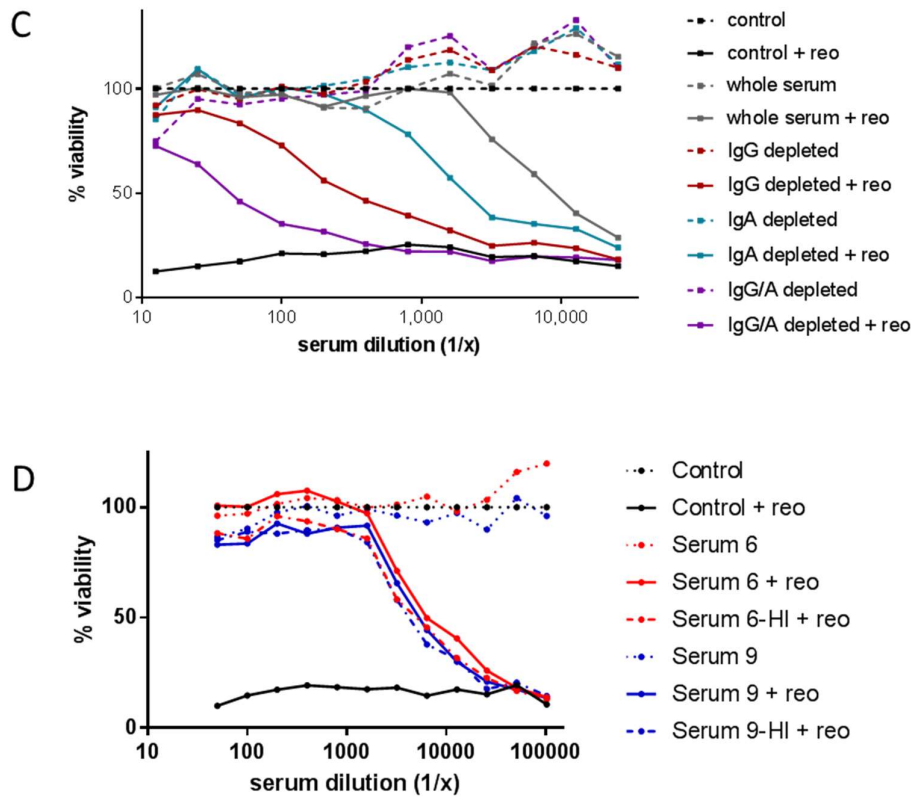 C
% viability
100
50
0
10
100
1,000
10,000
serum dilution (1/x)
control
control + reo
whole serum
whole serum + reo
IgG depleted
IgG depleted + reo
IgA depleted
IgA depleted + reo
IgG/A depleted
IgG/A depleted + reo
D
% viability
100
50
0
10
100
1000
10000
100000
serum dilution (1/x)
Control
Control + reo
Serum 6
Serum 6 + reo
Serum 6-HI + reo
Serum 9
Serum 9 + reo
Serum 9-HI + reo